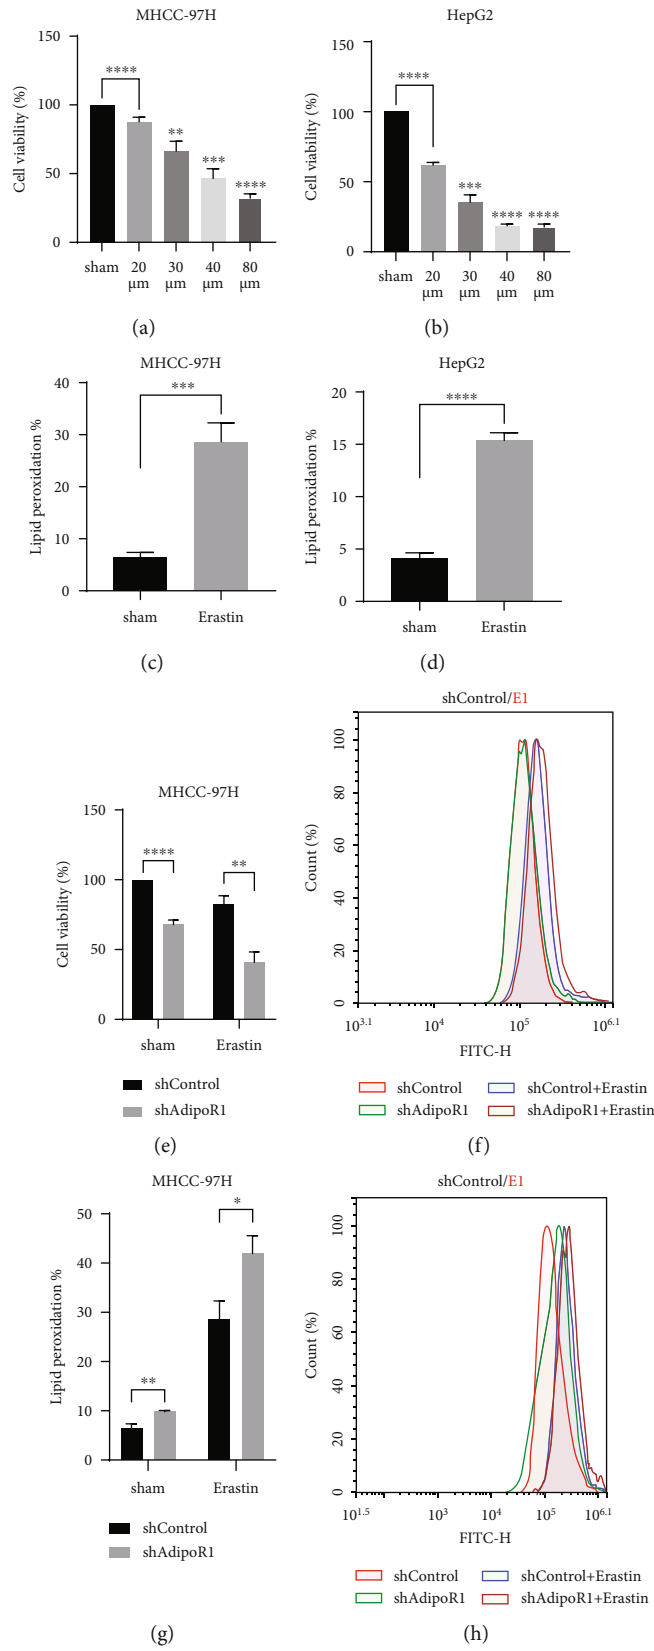 MHCC-97H
Cell viability (%)
150
100
50
0
****
**
***
****
sham
20 μm
30 μm
40 μm
80 μm
(a)
HepG2
Cell viability (%)
150
100
50
0
****
***
****
****
sham
20 μm
30 μm
40 μm
80 μm
(b)
MHCC-97H
Lipid peroxidation %
40
30
20
10
0
***
sham
Erastin
(c)
HepG2
Lipid peroxidation %
20
15
10
5
0
****
sham
Erastin
(d)
MHCC-97H
Cell viability (%)
150
100
50
0
****
**
sham
Erastin
shControl
shAdipoR1
(e)
shControl/E1
Count (%)
100
80
60
40
20
0
10^3.1
10^4
10^5
10^6.1
FITC-H
shControl
shControl+Erastin
shAdipoR1
shAdipoR1+Erastin
(f)
MHCC-97H
Lipid peroxidation %
50
40
30
20
10
0
**
*
sham
Erastin
shControl
shAdipoR1
(g)
shControl/E1
Count (%)
100
80
60
40
20
0
10^1.5
10^3
10^4
10^5
10^6.1
FITC-H
shControl
shControl+Erastin
shAdipoR1
shAdipoR1+Erastin
(h)